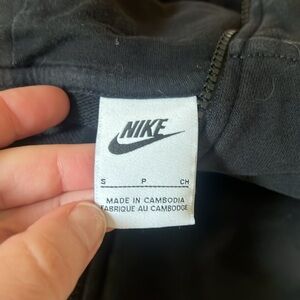 NIKE
S P CH
MADE IN CAMBODIA
FABRIQUE AU CAMBODGE